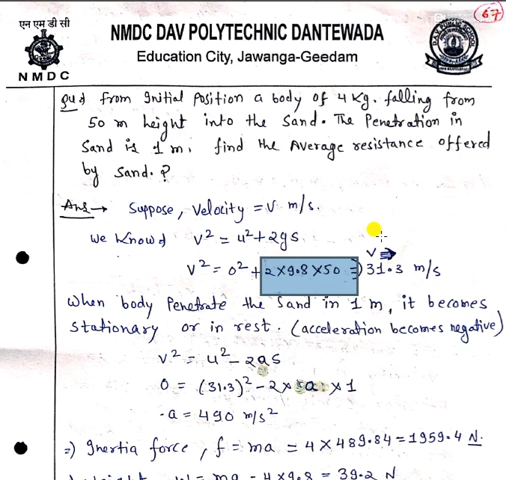 67
एन एम डी सी
NMDC
NMDC DAV POLYTECHNIC DANTEWADA
Education City, Jawanga-Geedam
Que from Initial Position a body of 4 Kg. falling from
50 m height into the Sand. The Penetration in
Sand is 1 m. find the Average resistance offered
by Sand.?
Ans → Suppose, Velocity = V m/s.
We Know V² = u² + 2gs
V² = 0² + 2×9.8×50 ⇒ V = 31.3 m/s
When body Penetrate the Sand in 1 m, it becomes
stationary or in rest. (acceleration becomes negative)
V² = u² - 2as
0 = (31.3)² - 2× a × 1
a = 490 m/s²
⇒ Inertia force, f = ma = 4×489.84 = 1959.4 N.
W = mg = 4×9.8 = 39.2 N